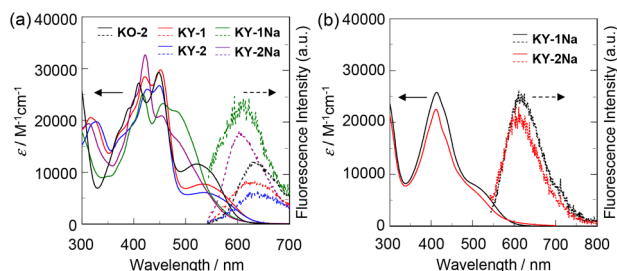 (a)
KO-2 KY-1 KY-1Na
KY-2 KY-2Na
40000
30000
20000
10000
0
300 400 500 600 700
ε / M⁻¹cm⁻¹
Wavelength / nm
Fluorescence Intensity (a.u.)
(b)
KY-1Na
KY-2Na
40000
30000
20000
10000
0
300 400 500 600 700 800
ε / M⁻¹cm⁻¹
Wavelength / nm
Fluorescence Intensity (a.u.)